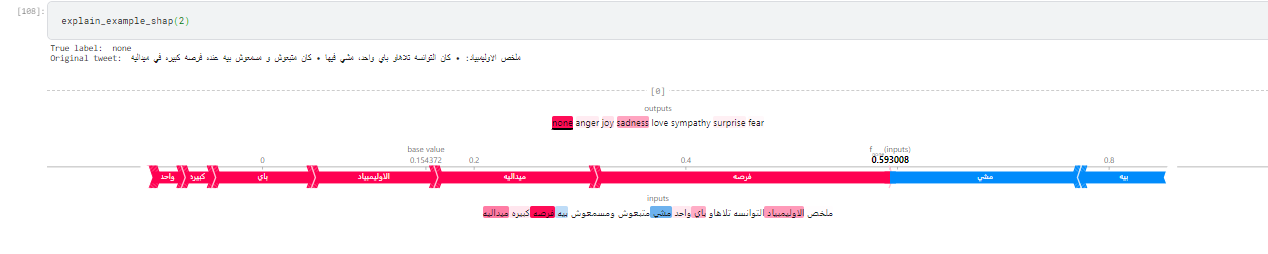 [108]:
explain_example_shap(2)
True label: none
Original tweet: ملخص الاوليمبياد: • كان التوانسه تلاهاو باي واحد، مشي فيها • كان متبعوش و مسمعوش بيه عنده فرصه كبيره في ميداليه
[0]
outputs
none anger joy sadness love sympathy surprise fear
base value f (inputs)
0 0.154372 0.2 0.4 0.593008 0.8
واحد كبيره باي الاوليمبياد ميداليه فرصه مشي بيه
inputs
ملخص الاوليمبياد التوانسه تلاهاو باي واحد مشي متبعوش ومسمعوش بيه فرصه كبيره ميداليه